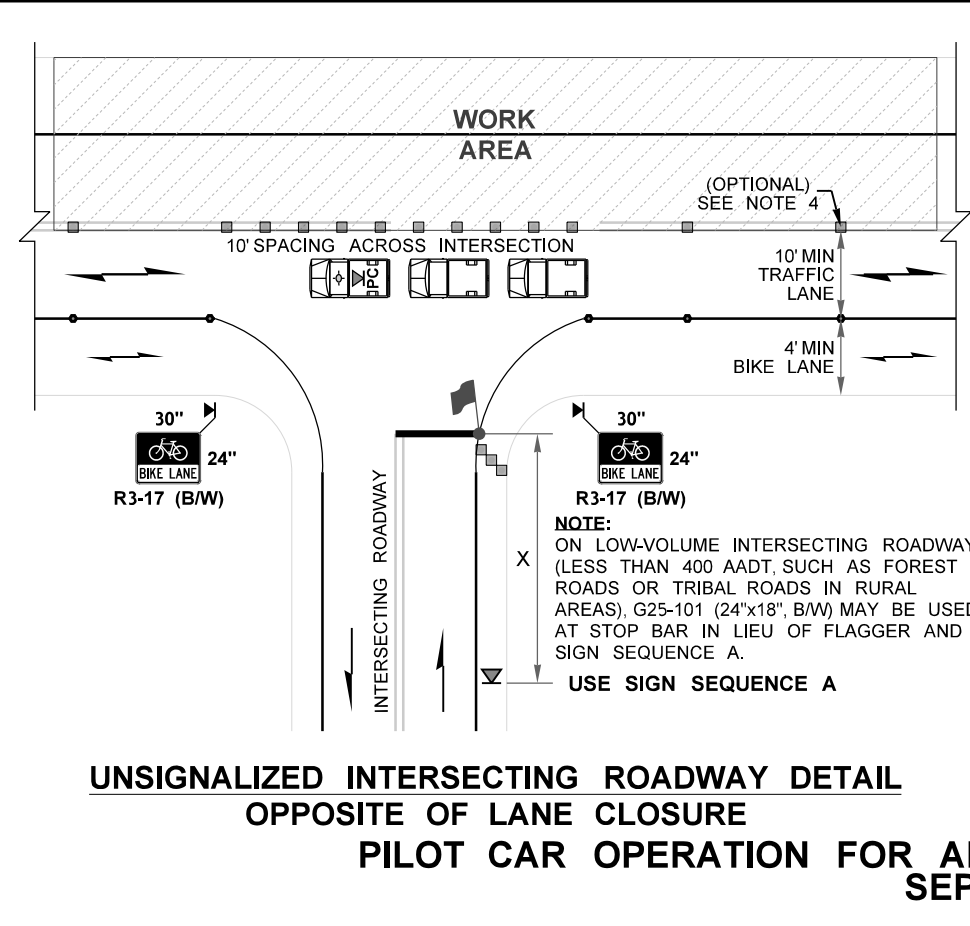 WORK
AREA
(OPTIONAL)
SEE NOTE 4
10' SPACING ACROSS INTERSECTION
PC
10' MIN
TRAFFIC
LANE
4' MIN
BIKE LANE
30"
BIKE LANE
24"
R3-17 (B/W)
30"
BIKE LANE
24"
R3-17 (B/W)
INTERSECTING ROADWAY
X
NOTE:
ON LOW-VOLUME INTERSECTING ROADWAY
(LESS THAN 400 AADT, SUCH AS FOREST
ROADS OR TRIBAL ROADS IN RURAL
AREAS), G25-101 (24"x18", B/W) MAY BE USED
AT STOP BAR IN LIEU OF FLAGGER AND
SIGN SEQUENCE A.
USE SIGN SEQUENCE A
UNSIGNALIZED INTERSECTING ROADWAY DETAIL
OPPOSITE OF LANE CLOSURE
PILOT CAR OPERATION FOR